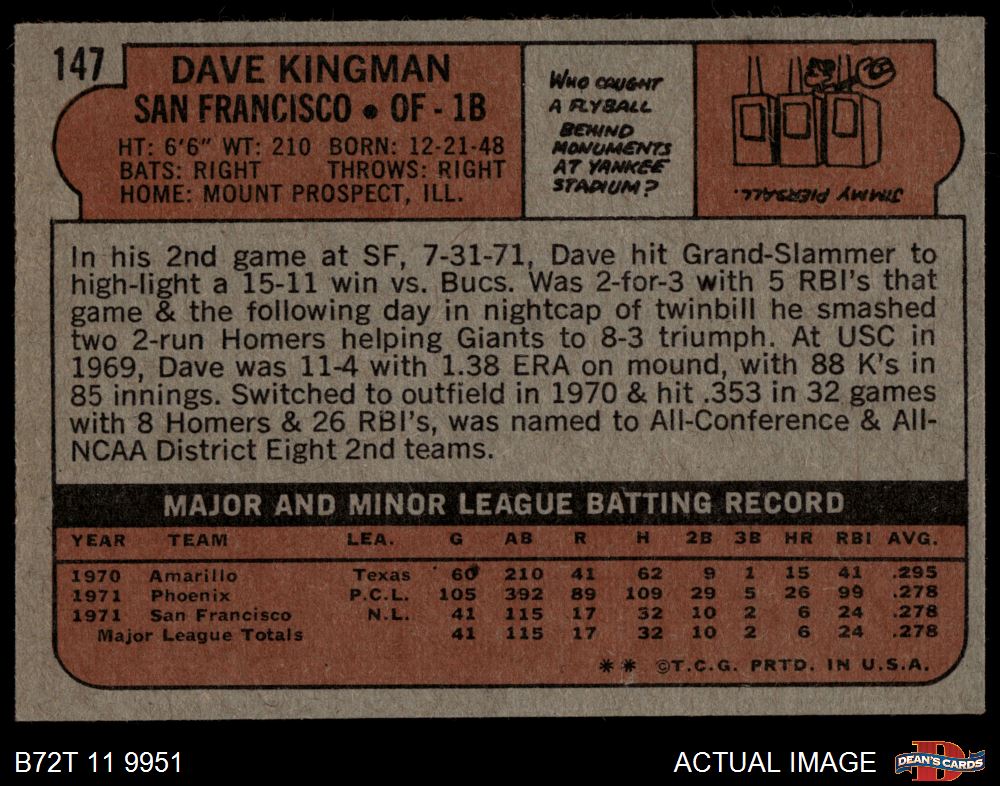 147
DAVE KINGMAN
SAN FRANCISCO • OF - 1B
HT: 6'6" WT: 210 BORN: 12-21-48
BATS: RIGHT THROWS: RIGHT
HOME: MOUNT PROSPECT, ILL.
WHO CAUGHT
A FLYBALL
BEHIND
MONUMENTS
AT YANKEE
STADIUM?
JIMMY PIERSALL.
In his 2nd game at SF, 7-31-71, Dave hit Grand-Slammer to
high-light a 15-11 win vs. Bucs. Was 2-for-3 with 5 RBI's that
game & the following day in nightcap of twinbill he smashed
two 2-run Homers helping Giants to 8-3 triumph. At USC in
1969, Dave was 11-4 with 1.38 ERA on mound, with 88 K's in
85 innings. Switched to outfield in 1970 & hit .353 in 32 games
with 8 Homers & 26 RBI's, was named to All-Conference & All-
NCAA District Eight 2nd teams.
MAJOR AND MINOR LEAGUE BATTING RECORD
YEAR TEAM LEA. G AB R H 2B 3B HR RBI AVG.
1970 Amarillo Texas 60 210 41 62 9 1 15 41 .295
1971 Phoenix P.C.L. 105 392 89 109 29 5 26 99 .278
1971 San Francisco N.L. 41 115 17 32 10 2 6 24 .278
Major League Totals 41 115 17 32 10 2 6 24 .278
** ©T.C.G. PRTD. IN U.S.A.
B72T 11 9951
ACTUAL IMAGE
DEAN'S CARDS